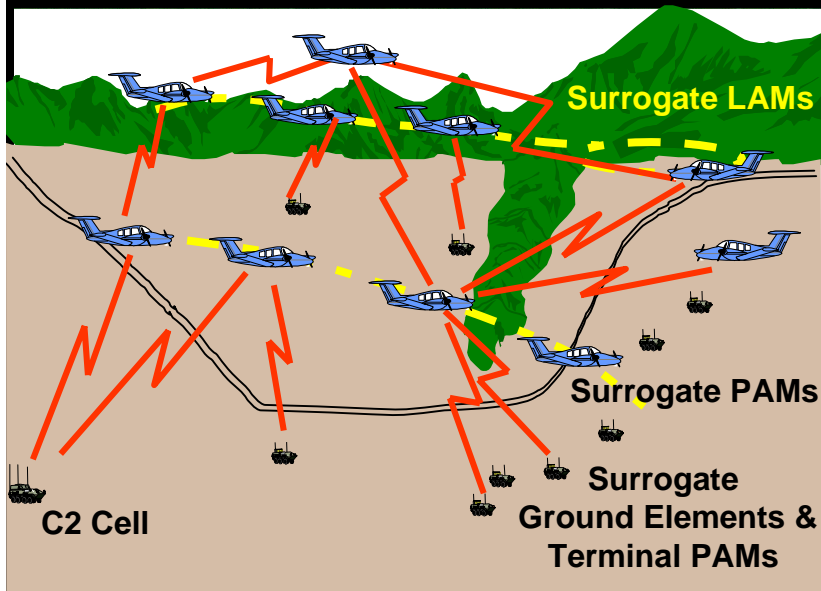 Surrogate LAMs
Surrogate PAMs
Surrogate
Ground Elements &
Terminal PAMs
C2 Cell